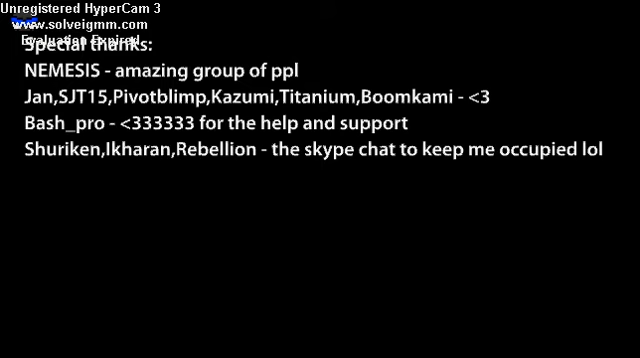 Unregistered HyperCam 3
www.solveigmm.com
Evaluation Expired
Special thanks:
NEMESIS - amazing group of ppl
Jan,SJT15,Pivotblimp,Kazumi,Titanium,Boomkami - <3
Bash_pro - <333333 for the help and support
Shuriken,Ikharan,Rebellion - the skype chat to keep me occupied lol